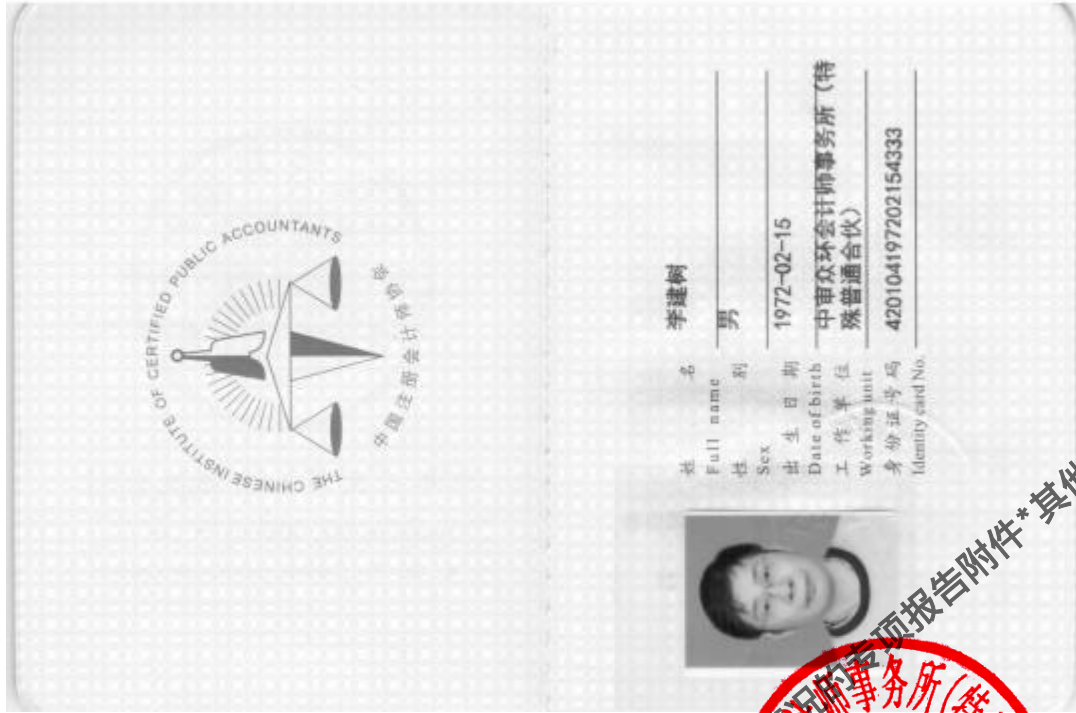 THE CHINESE INSTITUTE OF CERTIFIED PUBLIC ACCOUNTANTS
中国注册会计师协会
姓 名
Full name
李建树
性 别
Sex
男
出 生 日 期
Date of birth
1972-02-15
工 作 单 位
Working unit
中审众环会计师事务所（特
殊普通合伙）
身 份 证 号 码
Identity card No.
420104197202154333
况的专项报告附件*其他
师事务所(特